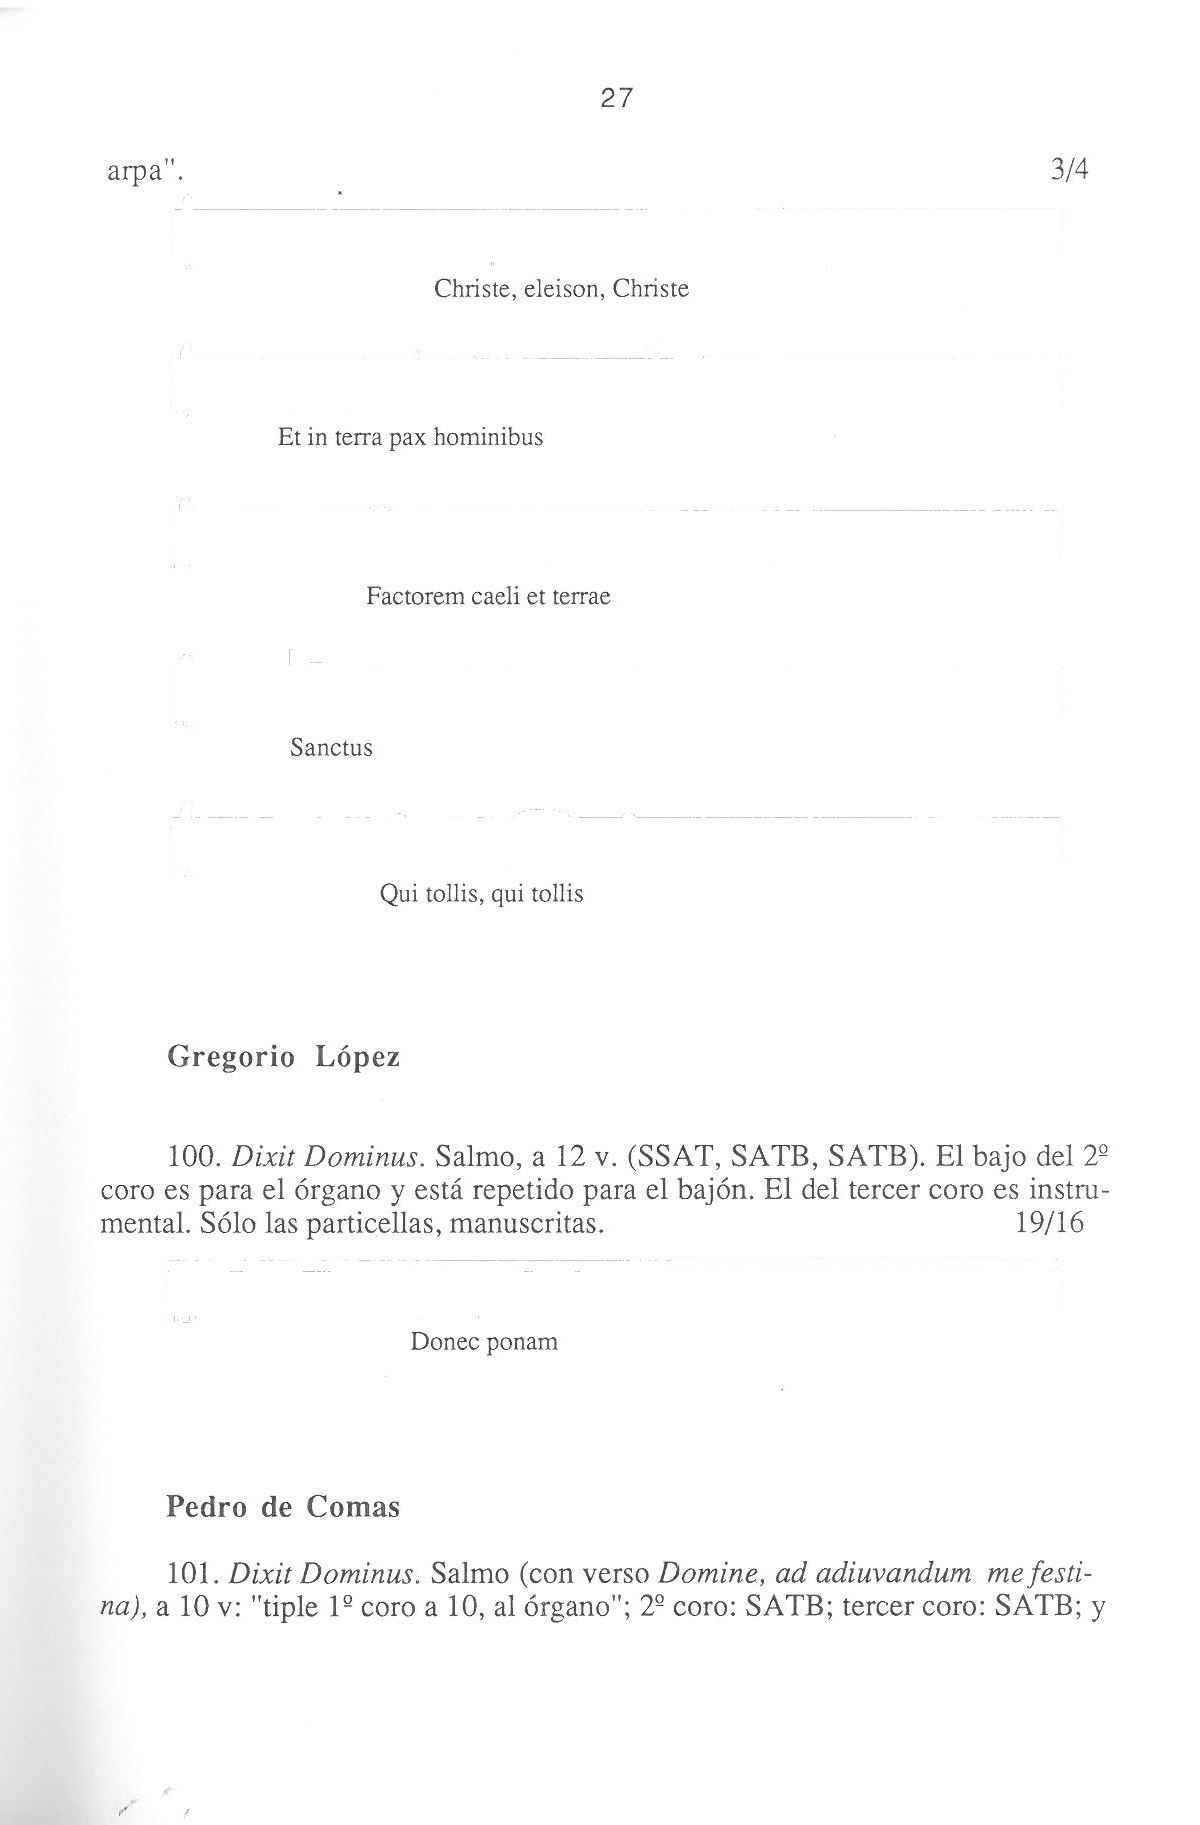 27
arpa". 3/4
Christe, eleison, Christe
Et in terra pax hominibus
Factorem caeli et terrae
Sanctus
Qui tollis, qui tollis
Gregorio López
100. Dixit Dominus. Salmo, a 12 v. (SSAT, SATB, SATB). El bajo del 2º
coro es para el órgano y está repetido para el bajón. El del tercer coro es instru-
mental. Sólo las particellas, manuscritas. 19/16
Donec ponam
Pedro de Comas
101. Dixit Dominus. Salmo (con verso Domine, ad adiuvandum me festi-
na), a 10 v: "tiple 1º coro a 10, al órgano"; 2º coro: SATB; tercer coro: SATB; y